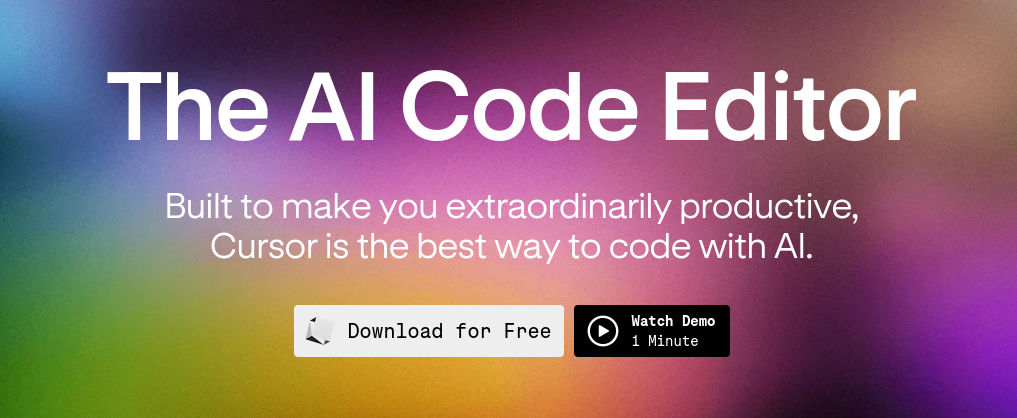 The AI Code Editor
Built to make you extraordinarily productive,
Cursor is the best way to code with AI.
Download for Free
Watch Demo
1 Minute